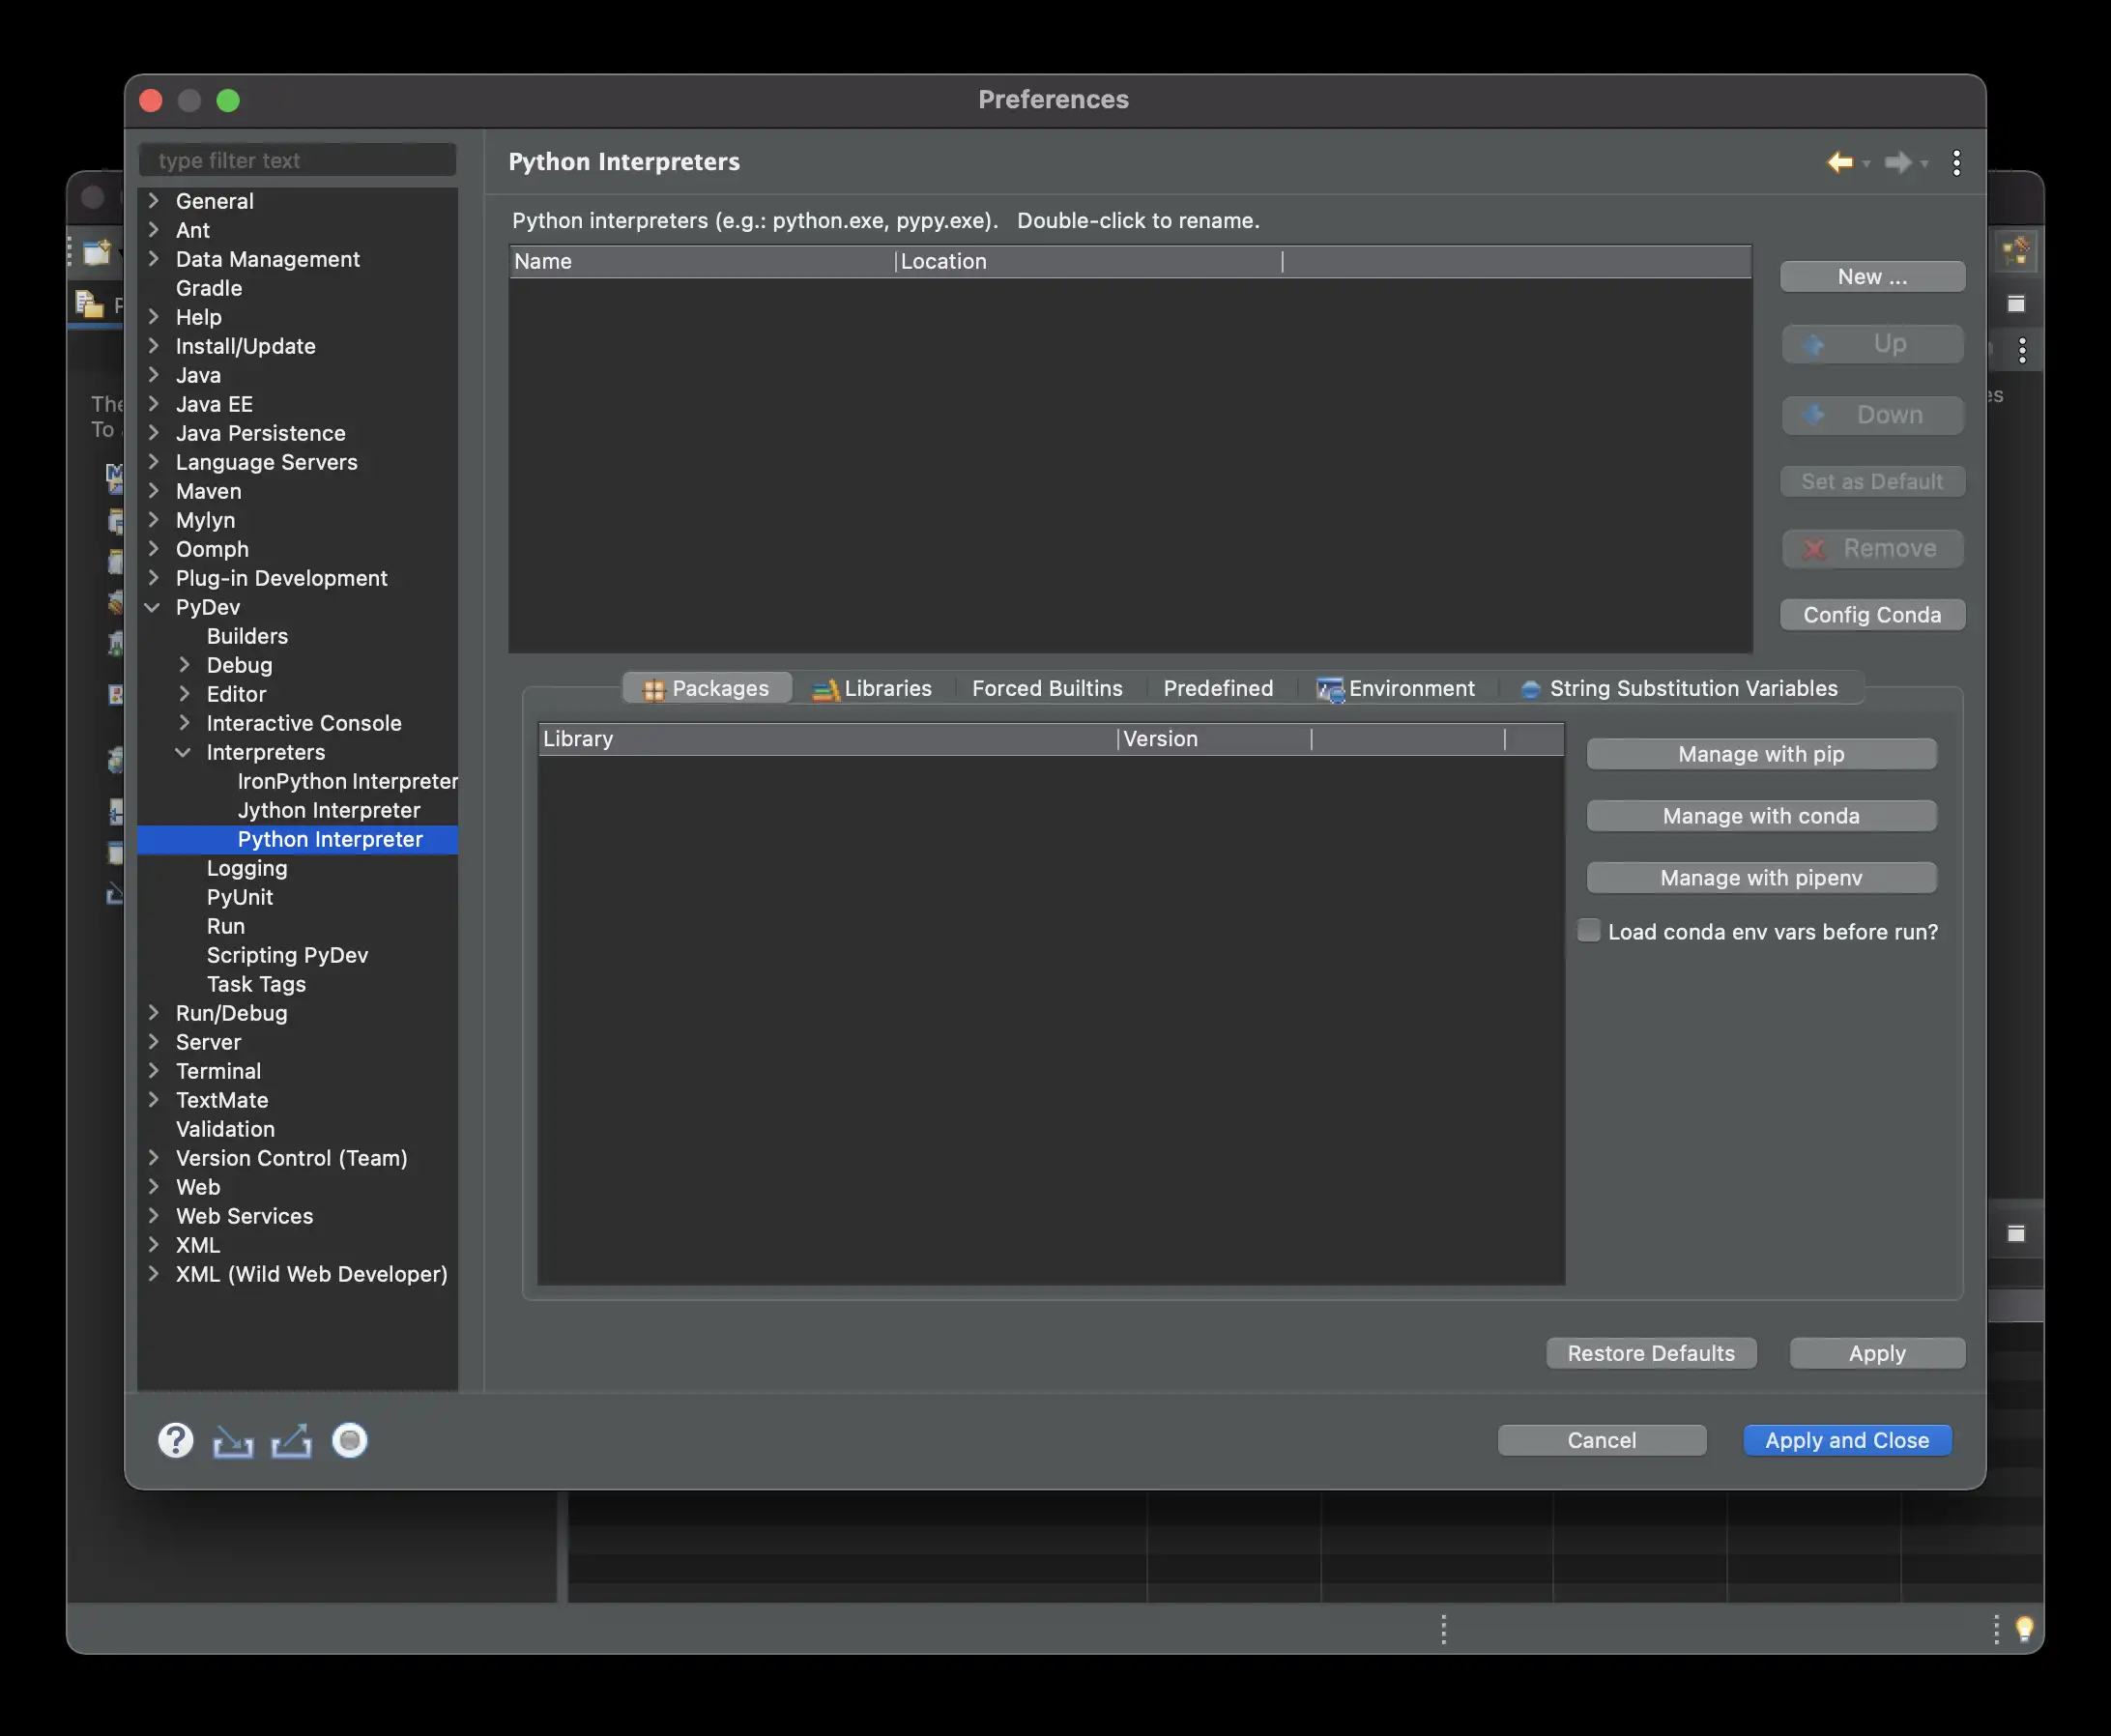 Preferences
type filter text
General
Ant
Data Management
Gradle
Help
Install/Update
Java
Java EE
Java Persistence
Language Servers
Maven
Mylyn
Oomph
Plug-in Development
PyDev
Builders
Debug
Editor
Interactive Console
Interpreters
IronPython Interpreter
Jython Interpreter
Python Interpreter
Logging
PyUnit
Run
Scripting PyDev
Task Tags
Run/Debug
Server
Terminal
TextMate
Validation
Version Control (Team)
Web
Web Services
XML
XML (Wild Web Developer)
Python Interpreters
Python interpreters (e.g.: python.exe, pypy.exe).   Double-click to rename.
Name Location
New ...
Up
Down
Set as Default
Remove
Config Conda
Packages Libraries Forced Builtins Predefined Environment String Substitution Variables
Library Version
Manage with pip
Manage with conda
Manage with pipenv
Load conda env vars before run?
Restore Defaults Apply
Cancel Apply and Close
The
To